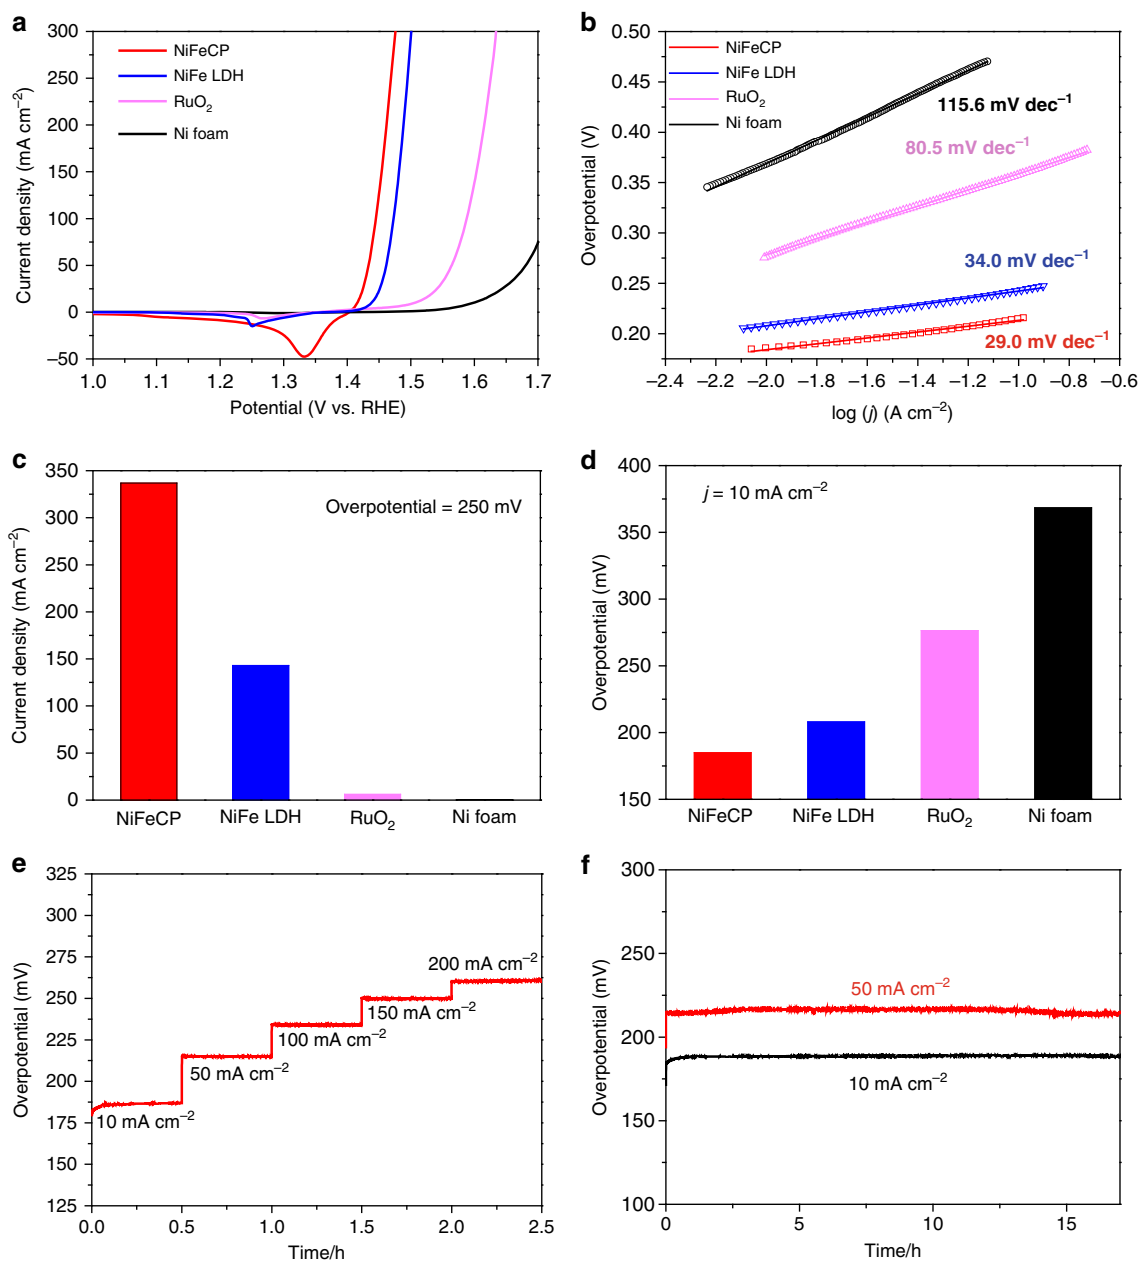 a
300
250
200
150
100
50
0
–50
Current density (mA cm⁻²)
NiFeCP
NiFe LDH
RuO₂
Ni foam
1.0 1.1 1.2 1.3 1.4 1.5 1.6 1.7
Potential (V vs. RHE)
b
0.50
0.45
0.40
0.35
0.30
0.25
0.20
Overpotential (V)
NiFeCP
NiFe LDH
RuO₂
Ni foam
115.6 mV dec⁻¹
80.5 mV dec⁻¹
34.0 mV dec⁻¹
29.0 mV dec⁻¹
–2.4 –2.2 –2.0 –1.8 –1.6 –1.4 –1.2 –1.0 –0.8 –0.6
log (j) (A cm⁻²)
c
350
300
250
200
150
100
50
0
Current density (mA cm⁻²)
Overpotential = 250 mV
NiFeCP NiFe LDH RuO₂ Ni foam
d
400
350
300
250
200
150
Overpotential (mV)
j = 10 mA cm⁻²
NiFeCP NiFe LDH RuO₂ Ni foam
e
325
300
275
250
225
200
175
150
125
Overpotential (mV)
200 mA cm⁻²
150 mA cm⁻²
100 mA cm⁻²
50 mA cm⁻²
10 mA cm⁻²
0.0 0.5 1.0 1.5 2.0 2.5
Time/h
f
300
250
200
150
100
Overpotential (mV)
50 mA cm⁻²
10 mA cm⁻²
0 5 10 15
Time/h